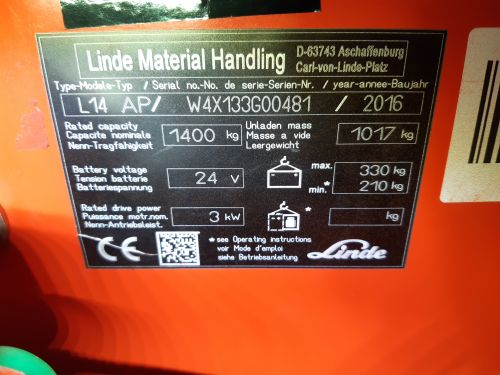 Linde Material Handling
D-63743 Aschaffenburg
Carl-von-Linde-Platz
Type-Modele-Typ / Serial no.-No. de serie-Serien-Nr. / year-annee-Baujahr
L14 AP/ W4X133G00481 / 2016
Rated capacity
Capacite nominale
Nenn-Tragfähigkeit
1400 kg
Unladen mass
Masse a vide
Leergewicht
1017 kg
Battery voltage
Tension batterie
Batteriespannung
24 v
max. 330 kg
min.* 210 kg
Rated drive power
Puissance motr.nom.
Nenn-Antriebsleist.
3 kW
* kg
CE
*see Operating instructions
voir Mode d'emploi
siehe Betriebsanleitung
Linde